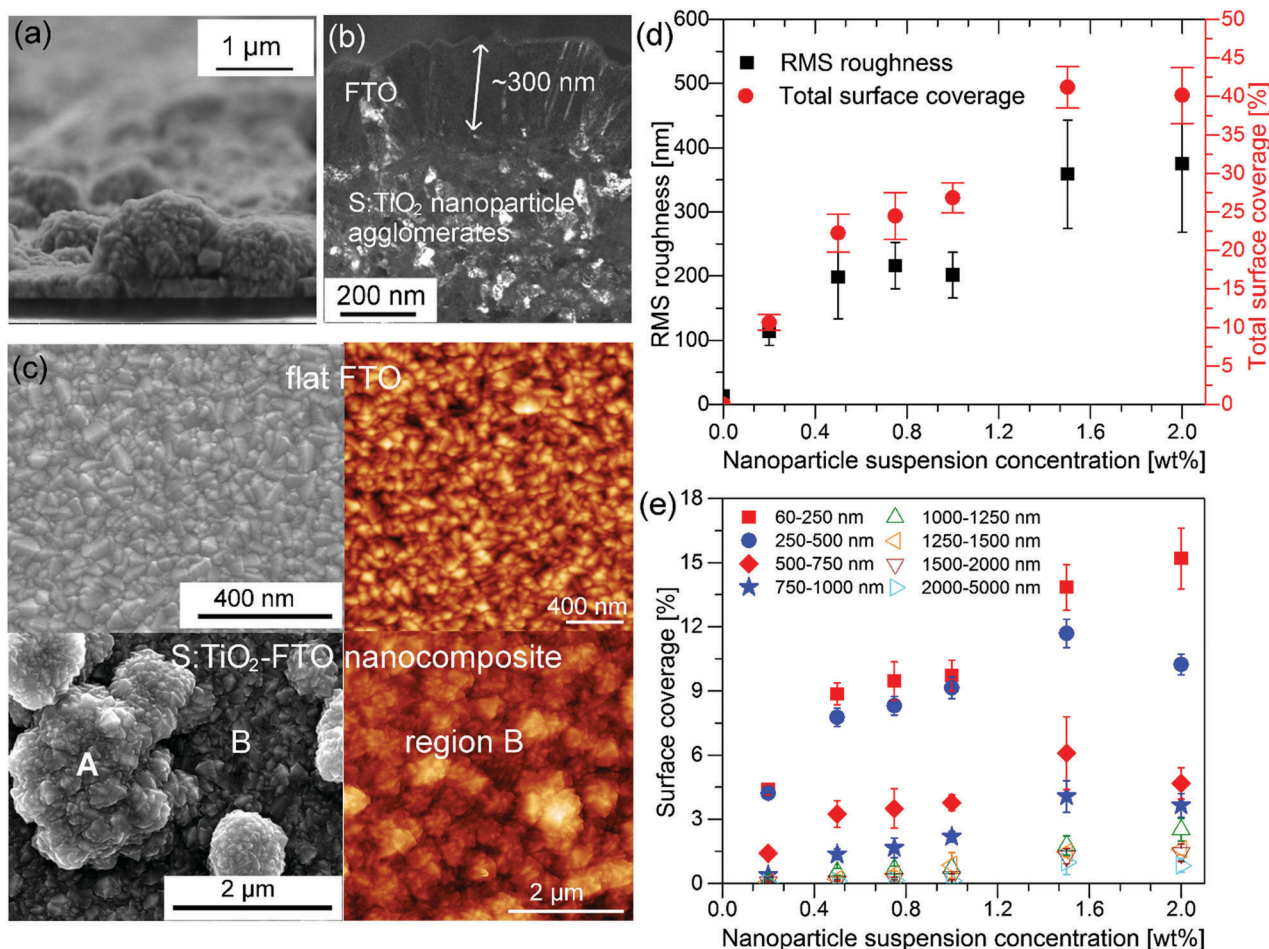 (a)
1 μm
(b)
FTO
~300 nm
S:TiO₂ nanoparticle
agglomerates
200 nm
(c)
flat FTO
400 nm
400 nm
S:TiO₂-FTO nanocomposite
A
B
region B
2 μm
2 μm
(d)
600
500
400
300
200
100
0
RMS roughness [nm]
RMS roughness
Total surface coverage
50
45
40
35
30
25
20
15
10
5
0
Total surface coverage [%]
0.0 0.4 0.8 1.2 1.6 2.0
Nanoparticle suspension concentration [wt%]
(e)
18
15
12
9
6
3
0
Surface coverage [%]
60-250 nm
250-500 nm
500-750 nm
750-1000 nm
1000-1250 nm
1250-1500 nm
1500-2000 nm
2000-5000 nm
0.0 0.4 0.8 1.2 1.6 2.0
Nanoparticle suspension concentration [wt%]